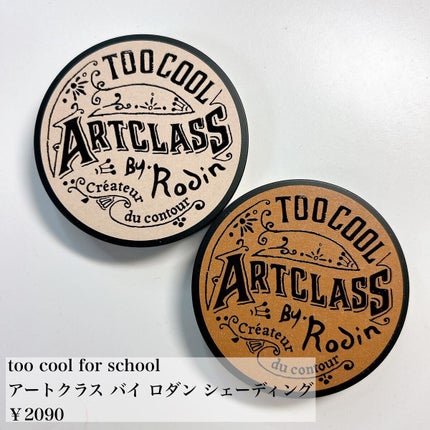 TOO COOL
ARTCLASS
By. Rodin
Créateur
du contour
TOO COOL
ARTCLASS
By. Rodin
Créateur
du contour
too cool for school
アートクラス バイ ロダン シェーディング
￥2090